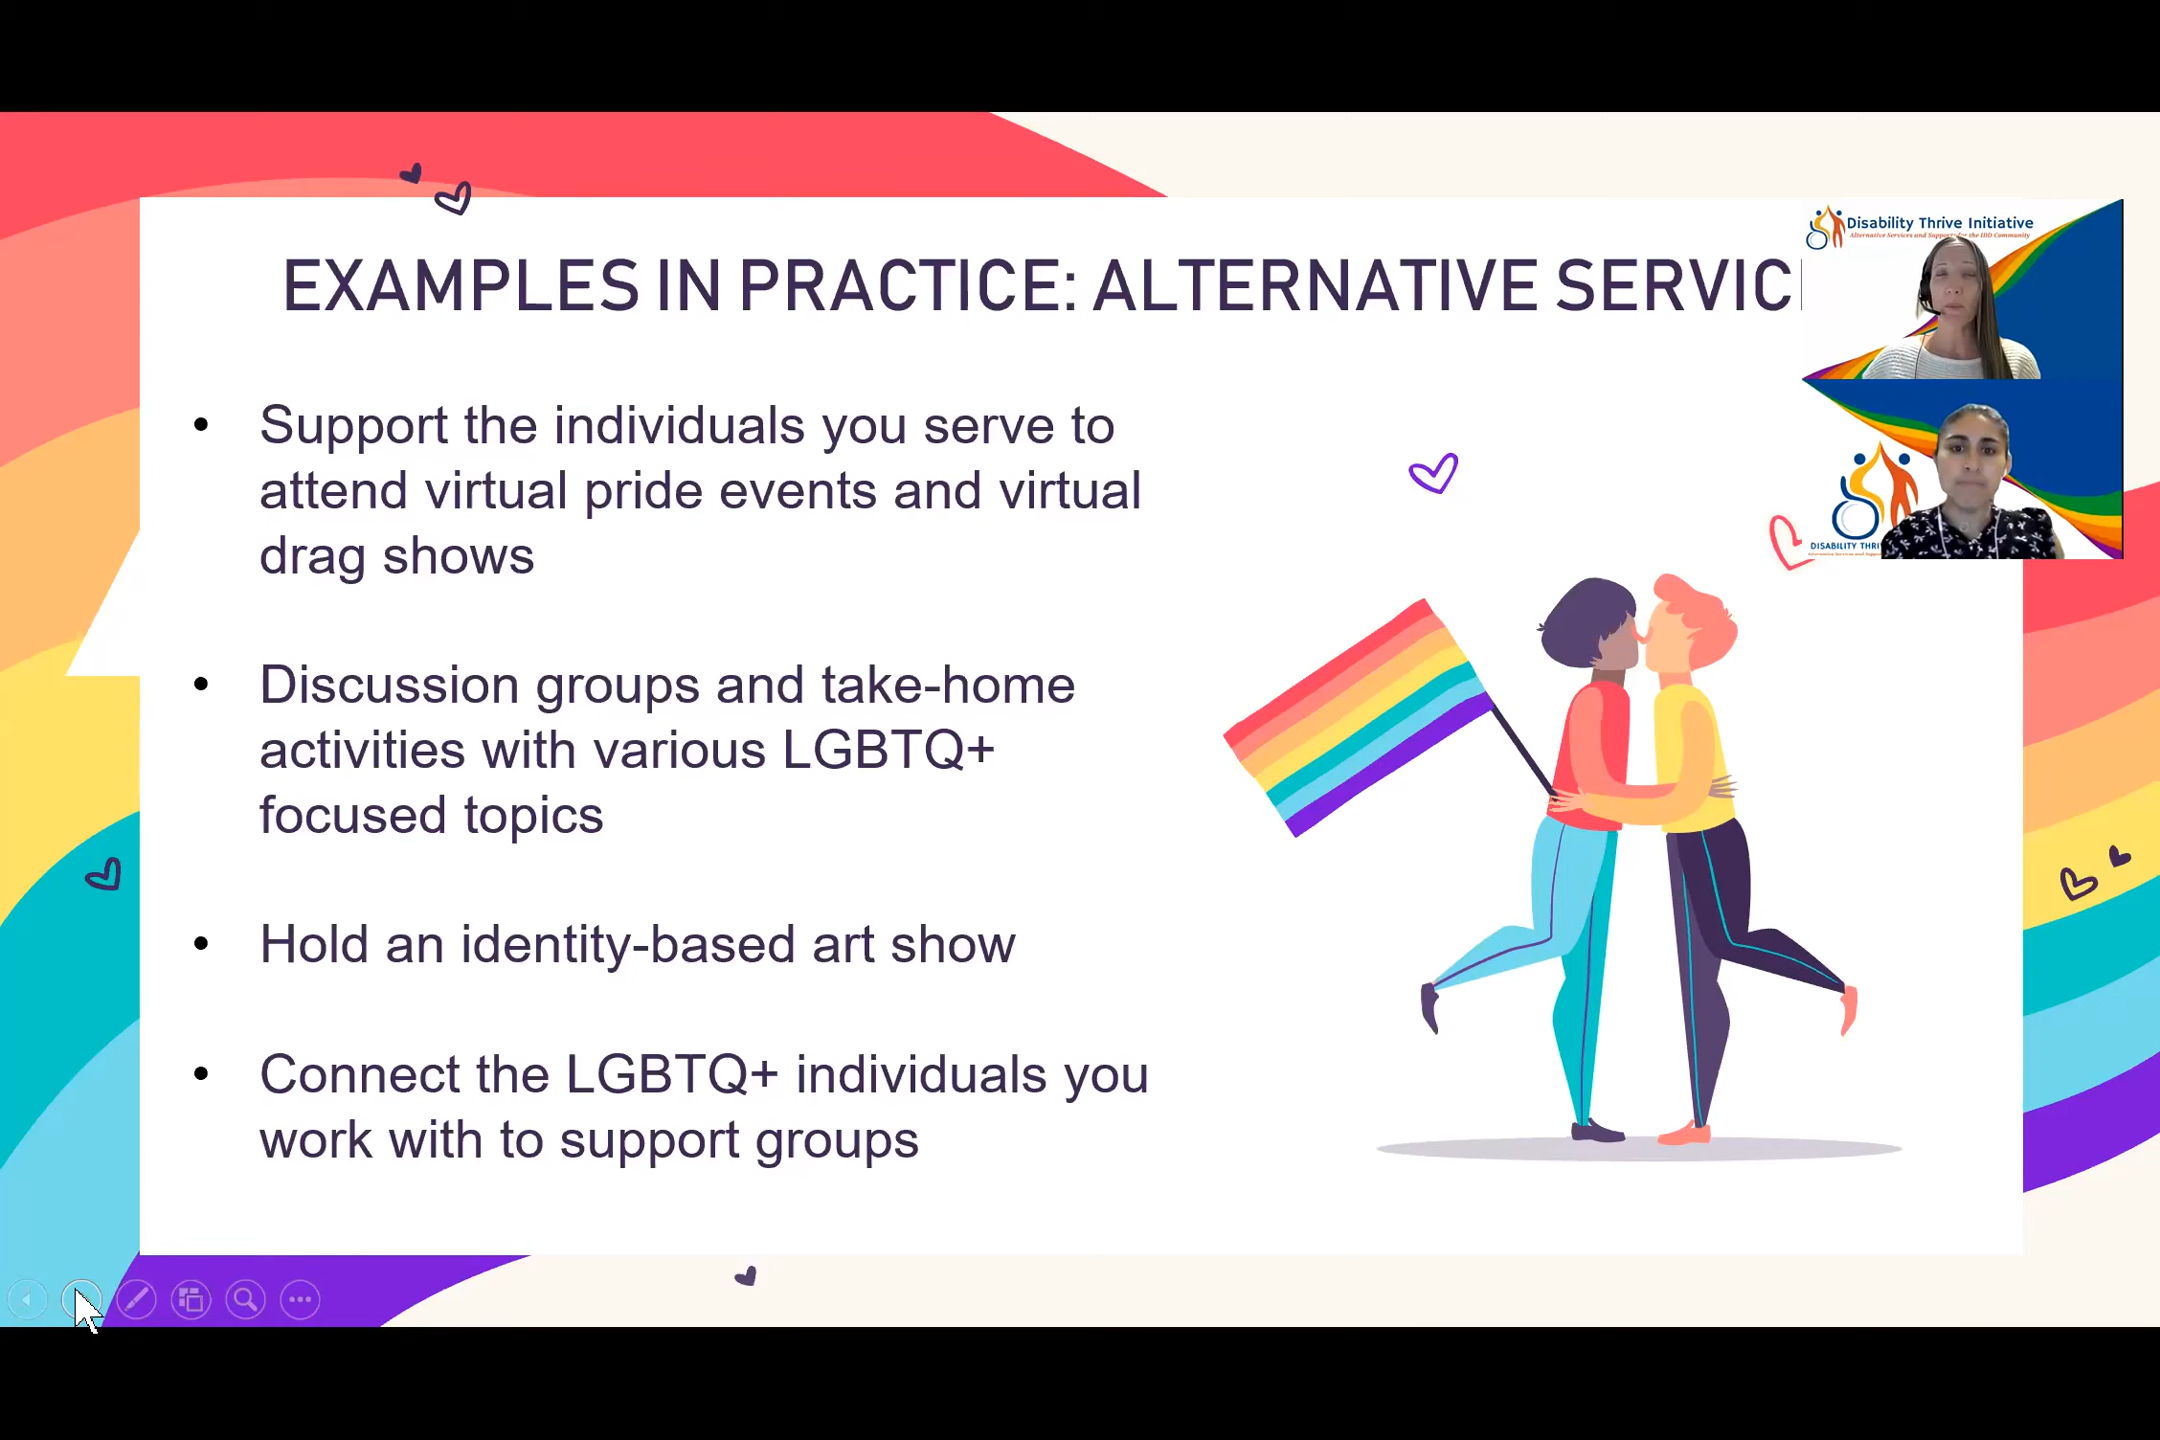 EXAMPLES IN PRACTICE: ALTERNATIVE SERVIC
Disability Thrive Initiative
Alternative Services and Supports for the IDD Community
• Support the individuals you serve to
attend virtual pride events and virtual
drag shows
DISABILITY THRI
• Discussion groups and take-home
activities with various LGBTQ+
focused topics
• Hold an identity-based art show
• Connect the LGBTQ+ individuals you
work with to support groups